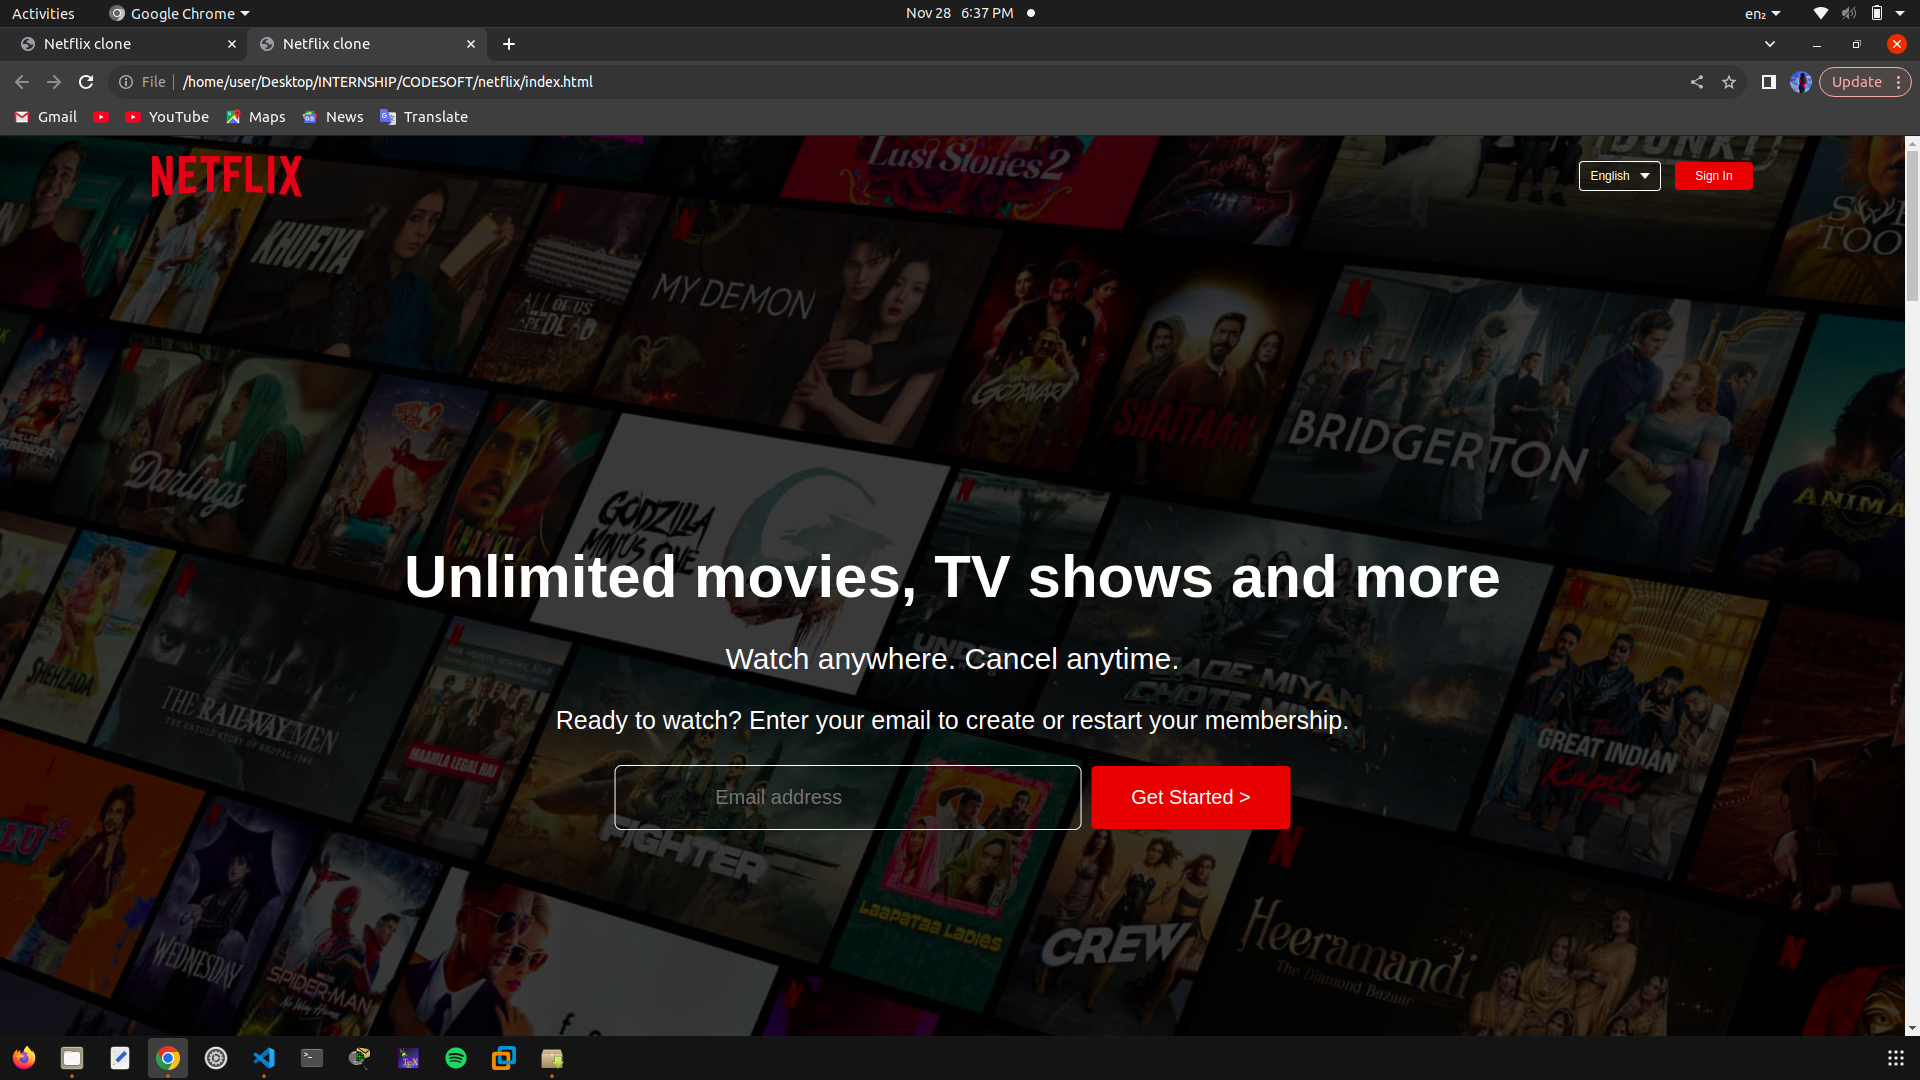 Activities
Google Chrome
Nov 28 6:37 PM
en₂
Netflix clone
Netflix clone
File
/home/user/Desktop/INTERNSHIP/CODESOFT/netflix/index.html
Update
Gmail
YouTube
Maps
News
Translate
NETFLIX
English
Sign In
Lust Stories 2
DUNKI
KHUFIYA
ALL OF US
ARE DEAD
MY DEMON
GODAVARI
SHAITAAN
BRIDGERTON
ANIMA
Darlings
GODZILLA
MINUS ONE
Unlimited movies, TV shows and more
Watch anywhere. Cancel anytime.
Ready to watch? Enter your email to create or restart your membership.
Email address
Get Started >
SHEHZADA
THE RAILWAY MEN
THE UNTOLD STORY OF BHOPAL 1984
MAAMLA LEGAL HAI
The
GREAT INDIAN
Kapil
SHOW
FIGHTER
LAAPATAA LADIES
CREW
Heeramandi
The Diamond Bazaar
WEDNESDAY
SPIDER-MAN
No Way Home